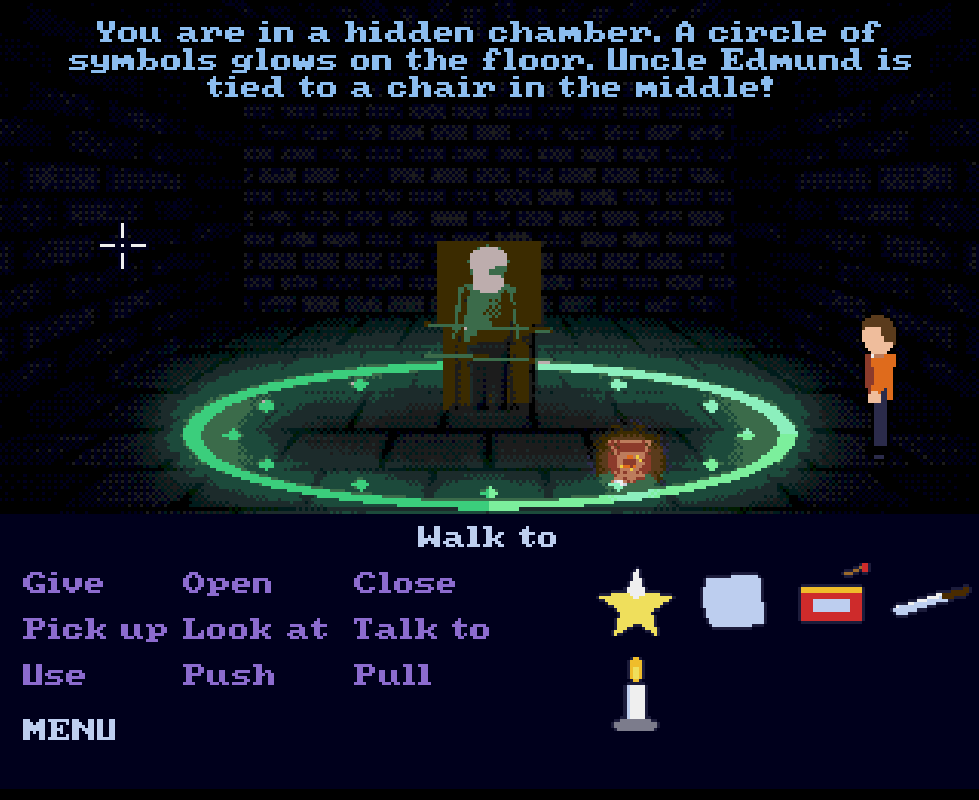 You are in a hidden chamber. A circle of
symbols glows on the floor. Uncle Edmund is
tied to a chair in the middle!
Walk to
Give Open Close
Pick up Look at Talk to
Use Push Pull
MENU